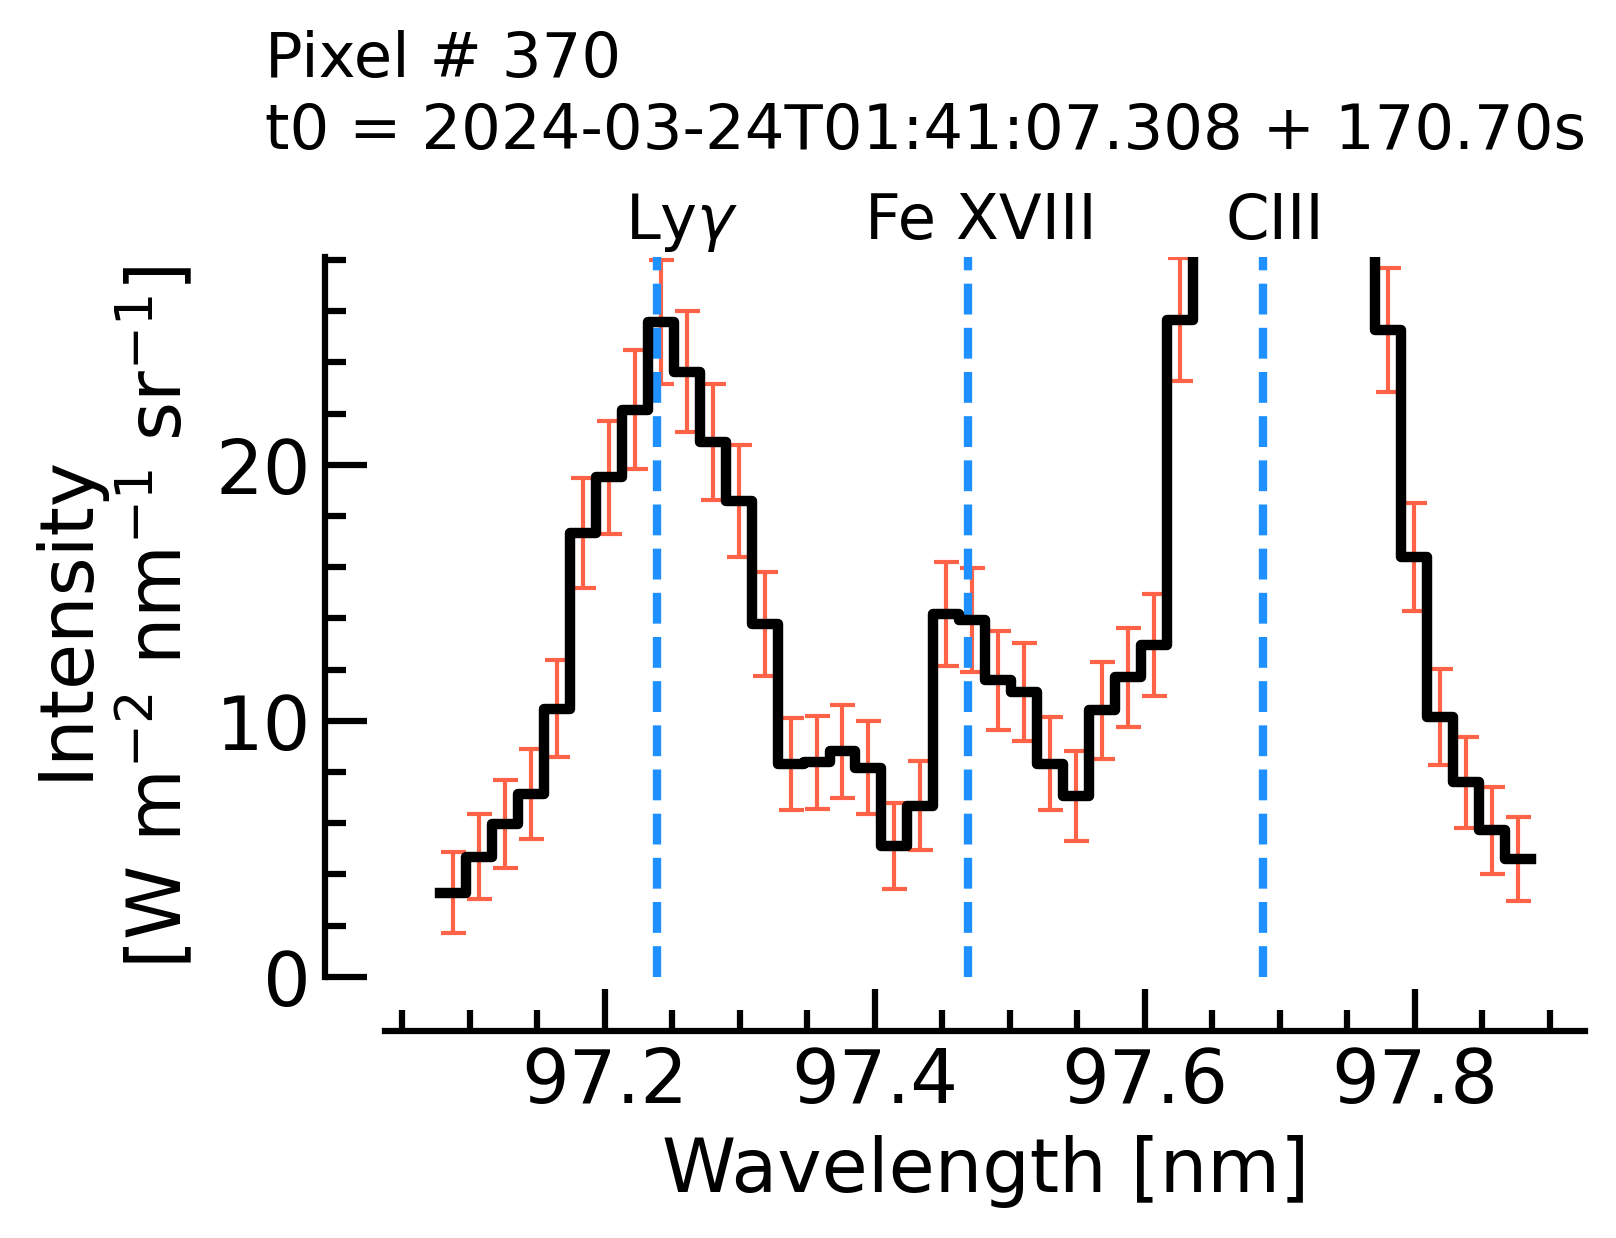 Pixel # 370
t0 = 2024-03-24T01:41:07.308 + 170.70s
Lyγ Fe XVIII CIII
Intensity
[W m⁻² nm⁻¹ sr⁻¹]
20
10
0
97.2 97.4 97.6 97.8
Wavelength [nm]